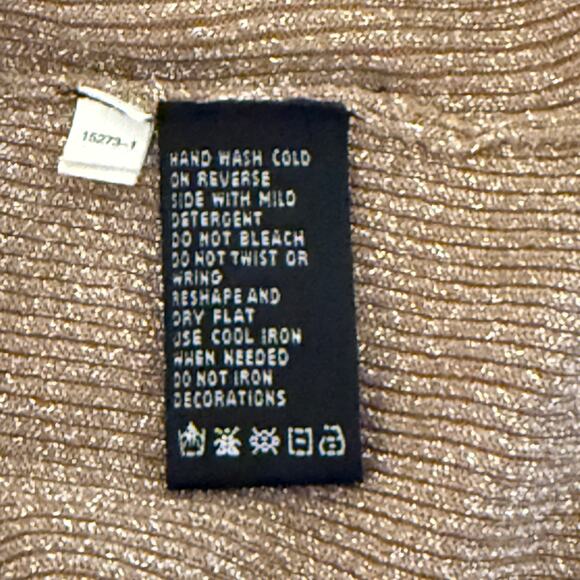 15273-1
HAND WASH COLD
ON REVERSE
SIDE WITH MILD
DETERGENT
DO NOT BLEACH
DO NOT TWIST OR
WRING
RESHAPE AND
DRY FLAT
USE COOL IRON
WHEN NEEDED
DO NOT IRON
DECORATIONS